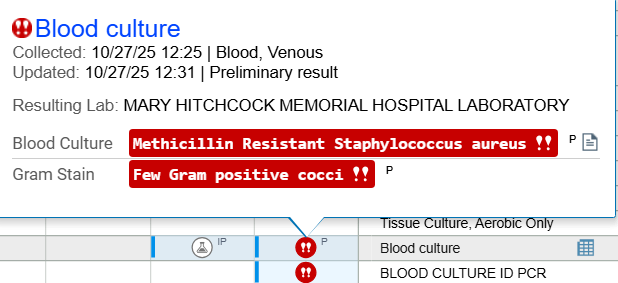 Blood culture
Collected: 10/27/25 12:25 | Blood, Venous
Updated: 10/27/25 12:31 | Preliminary result
Resulting Lab: MARY HITCHCOCK MEMORIAL HOSPITAL LABORATORY
Blood Culture Methicillin Resistant Staphylococcus aureus !! P
Gram Stain Few Gram positive cocci !! P
Tissue Culture, Aerobic Only
IP !! P Blood culture
!! BLOOD CULTURE ID PCR